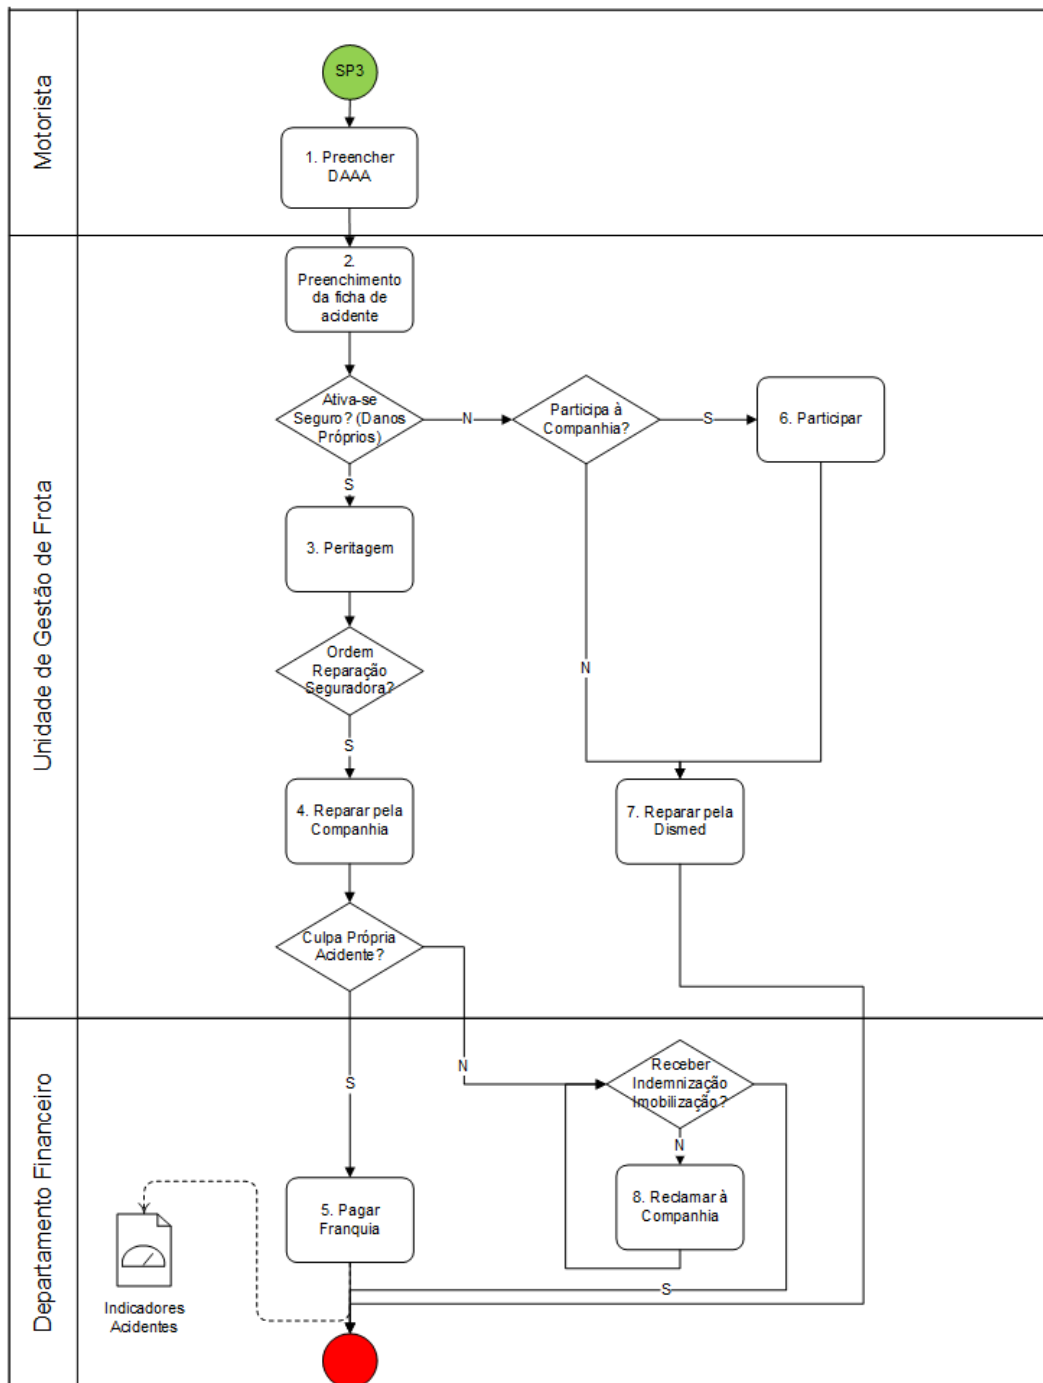 Motorista
SP3
1. Preencher
DAAA
Unidade de Gestão de Frota
2.
Preenchimento
da ficha de
acidente
Ativa-se
Seguro? (Danos
Próprios)
N
Participa à
Companhia?
S
6. Participar
S
3. Peritagem
Ordem
Reparação
Seguradora?
N
S
4. Reparar pela
Companhia
7. Reparar pela
Dismed
Culpa Própria
Acidente?
Departamento Financeiro
S
N
Receber
Indemnização
Imobilização?
N
5. Pagar
Franquia
8. Reclamar à
Companhia
S
Indicadores
Acidentes